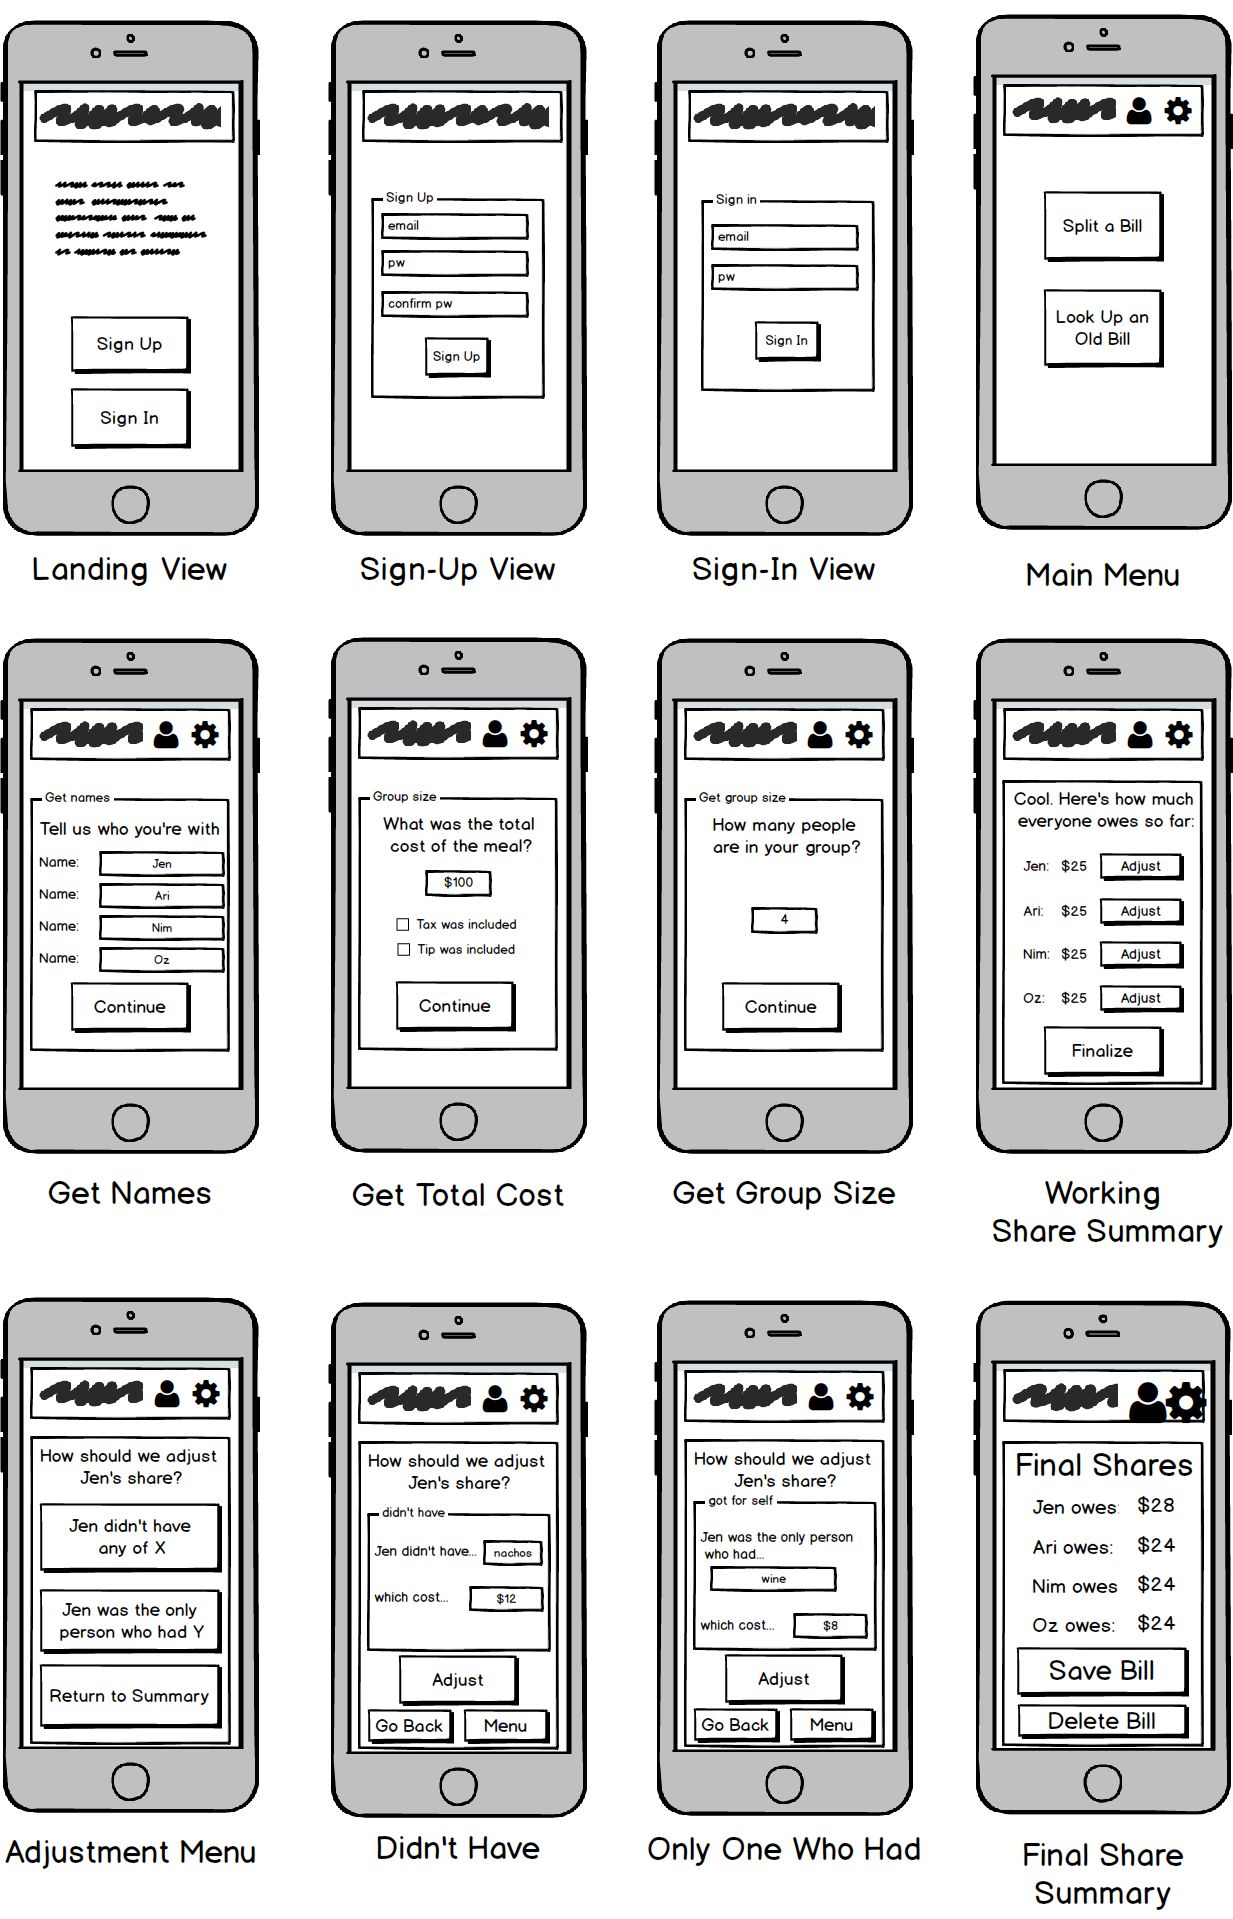 Sign Up
Sign In
Landing View
Sign Up
email
pw
confirm pw
Sign Up
Sign-Up View
Sign in
email
pw
Sign In
Sign-In View
Split a Bill
Look Up an
Old Bill
Main Menu
Get names
Tell us who you're with
Name: Jen
Name: Ari
Name: Nim
Name: Oz
Continue
Get Names
Group size
What was the total
cost of the meal?
$100
Tax was included
Tip was included
Continue
Get Total Cost
Get group size
How many people
are in your group?
4
Continue
Get Group Size
Cool. Here's how much
everyone owes so far:
Jen: $25 Adjust
Ari: $25 Adjust
Nim: $25 Adjust
Oz: $25 Adjust
Finalize
Working
Share Summary
How should we adjust
Jen's share?
Jen didn't have
any of X
Jen was the only
person who had Y
Return to Summary
Adjustment Menu
How should we adjust
Jen's share?
didn't have
Jen didn't have... nachos
which cost... $12
Adjust
Go Back Menu
Didn't Have
How should we adjust
Jen's share?
got for self
Jen was the only person
who had...
wine
which cost... $8
Adjust
Go Back Menu
Only One Who Had
Final Shares
Jen owes: $28
Ari owes: $24
Nim owes $24
Oz owes: $24
Save Bill
Delete Bill
Final Share
Summary